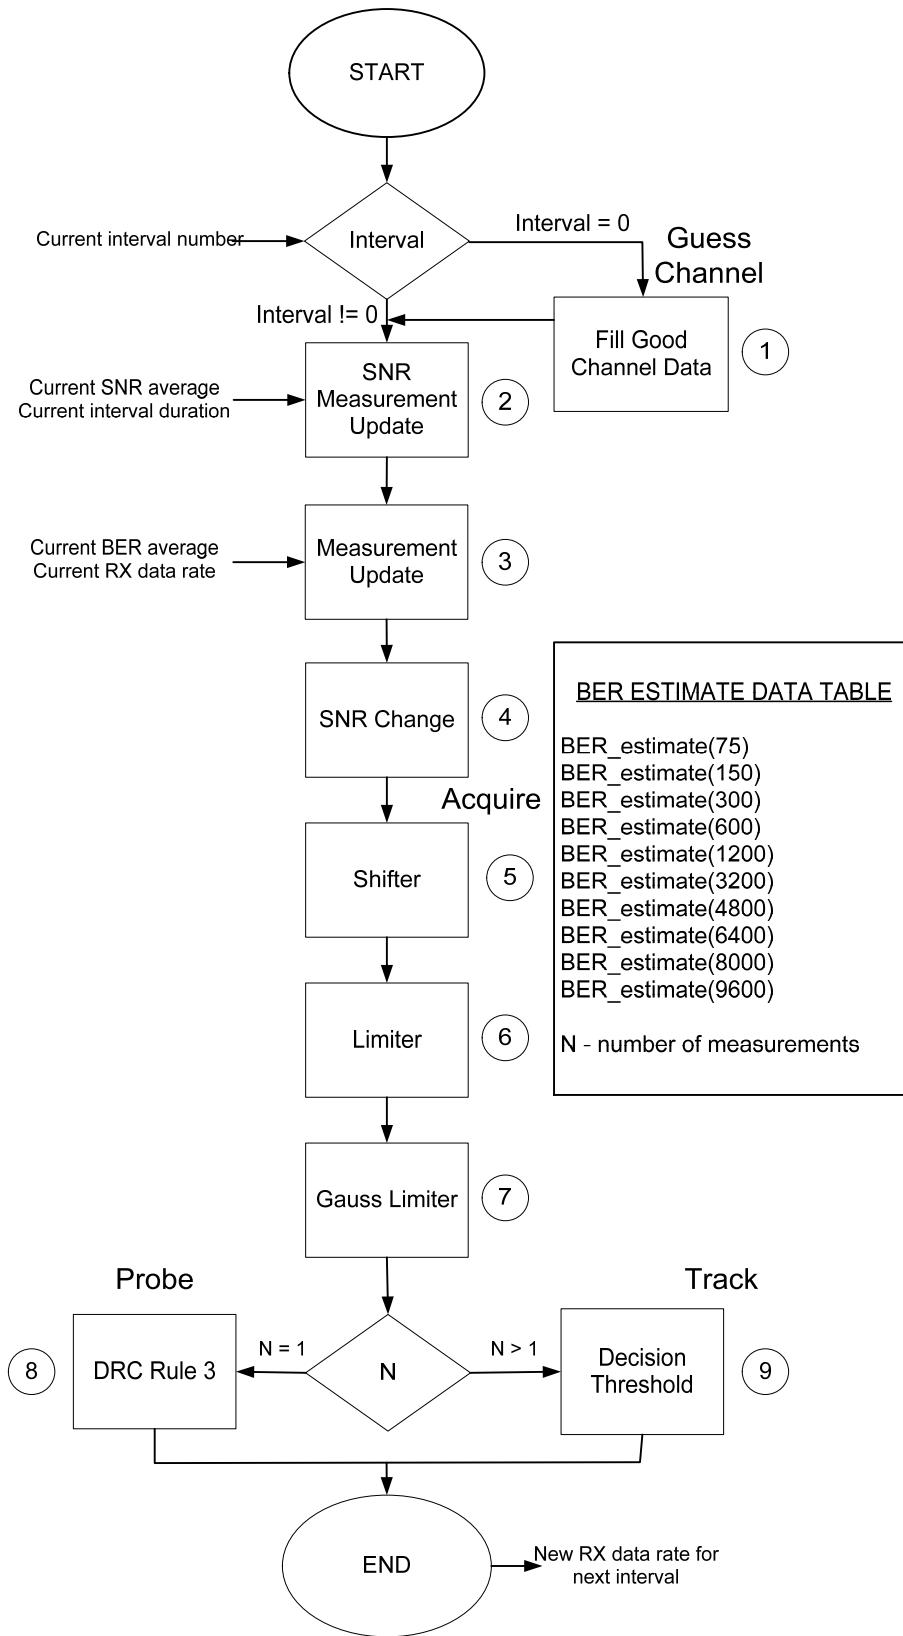 START
Current interval number
Interval
Interval = 0
Guess
Channel
Interval != 0
Fill Good
Channel Data
1
Current SNR average
Current interval duration
SNR
Measurement
Update
2
Current BER average
Current RX data rate
Measurement
Update
3
SNR Change
4
BER ESTIMATE DATA TABLE
BER_estimate(75)
BER_estimate(150)
BER_estimate(300)
BER_estimate(600)
BER_estimate(1200)
BER_estimate(3200)
BER_estimate(4800)
BER_estimate(6400)
BER_estimate(8000)
BER_estimate(9600)
N - number of measurements
Acquire
Shifter
5
Limiter
6
Gauss Limiter
7
Probe
Track
8
DRC Rule 3
N = 1
N
N > 1
Decision
Threshold
9
END
New RX data rate for
next interval